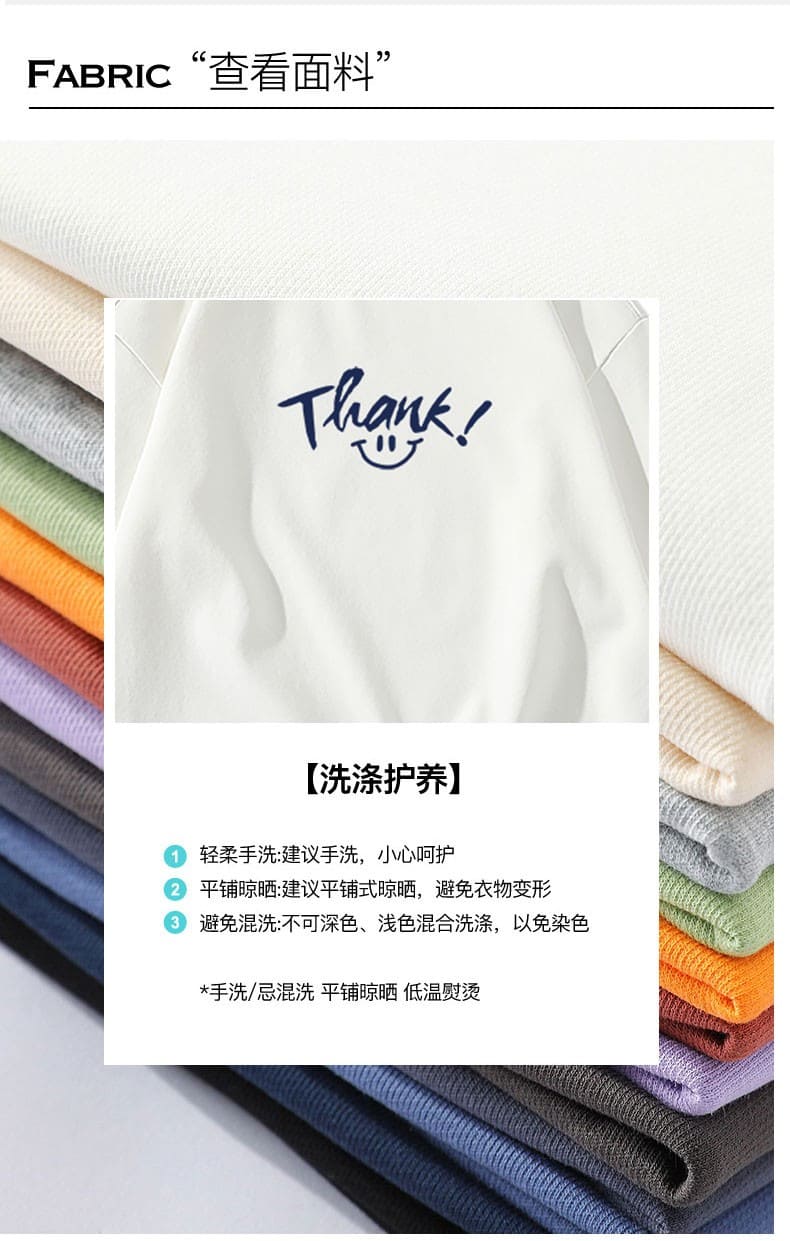 FABRIC “查看面料”
Thank!
【洗涤护养】
1 轻柔手洗:建议手洗，小心呵护
2 平铺晾晒:建议平铺式晾晒，避免衣物变形
3 避免混洗:不可深色、浅色混合洗涤，以免染色
*手洗/忌混洗 平铺晾晒 低温熨烫